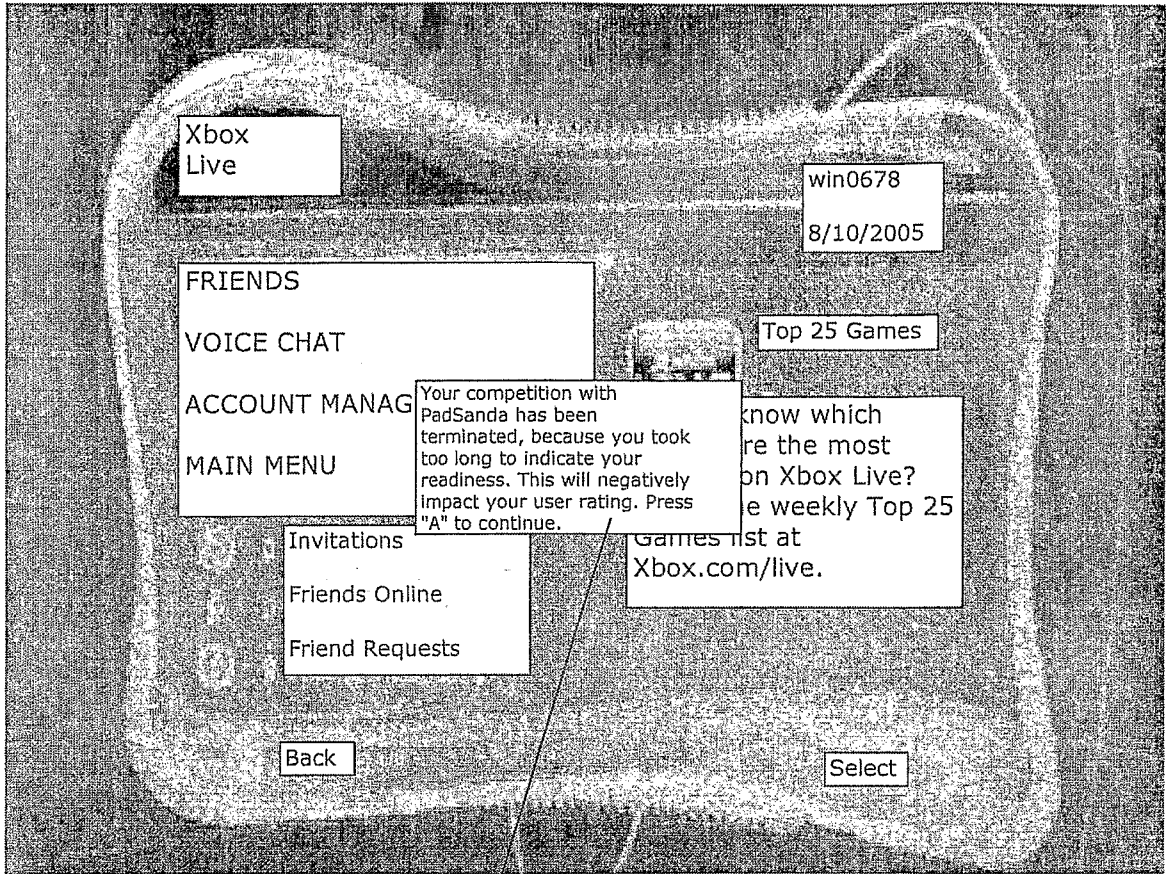 Xbox
Live
win0678
8/10/2005
FRIENDS
VOICE CHAT
ACCOUNT MANAG
MAIN MENU
Top 25 Games
Your competition with
PadSanda has been
terminated, because you took
too long to indicate your
readiness. This will negatively
impact your user rating. Press
"A" to continue.
know which
re the most
on Xbox Live?
e weekly Top 25
Games list at
Xbox.com/live.
Invitations
Friends Online
Friend Requests
Back
Select